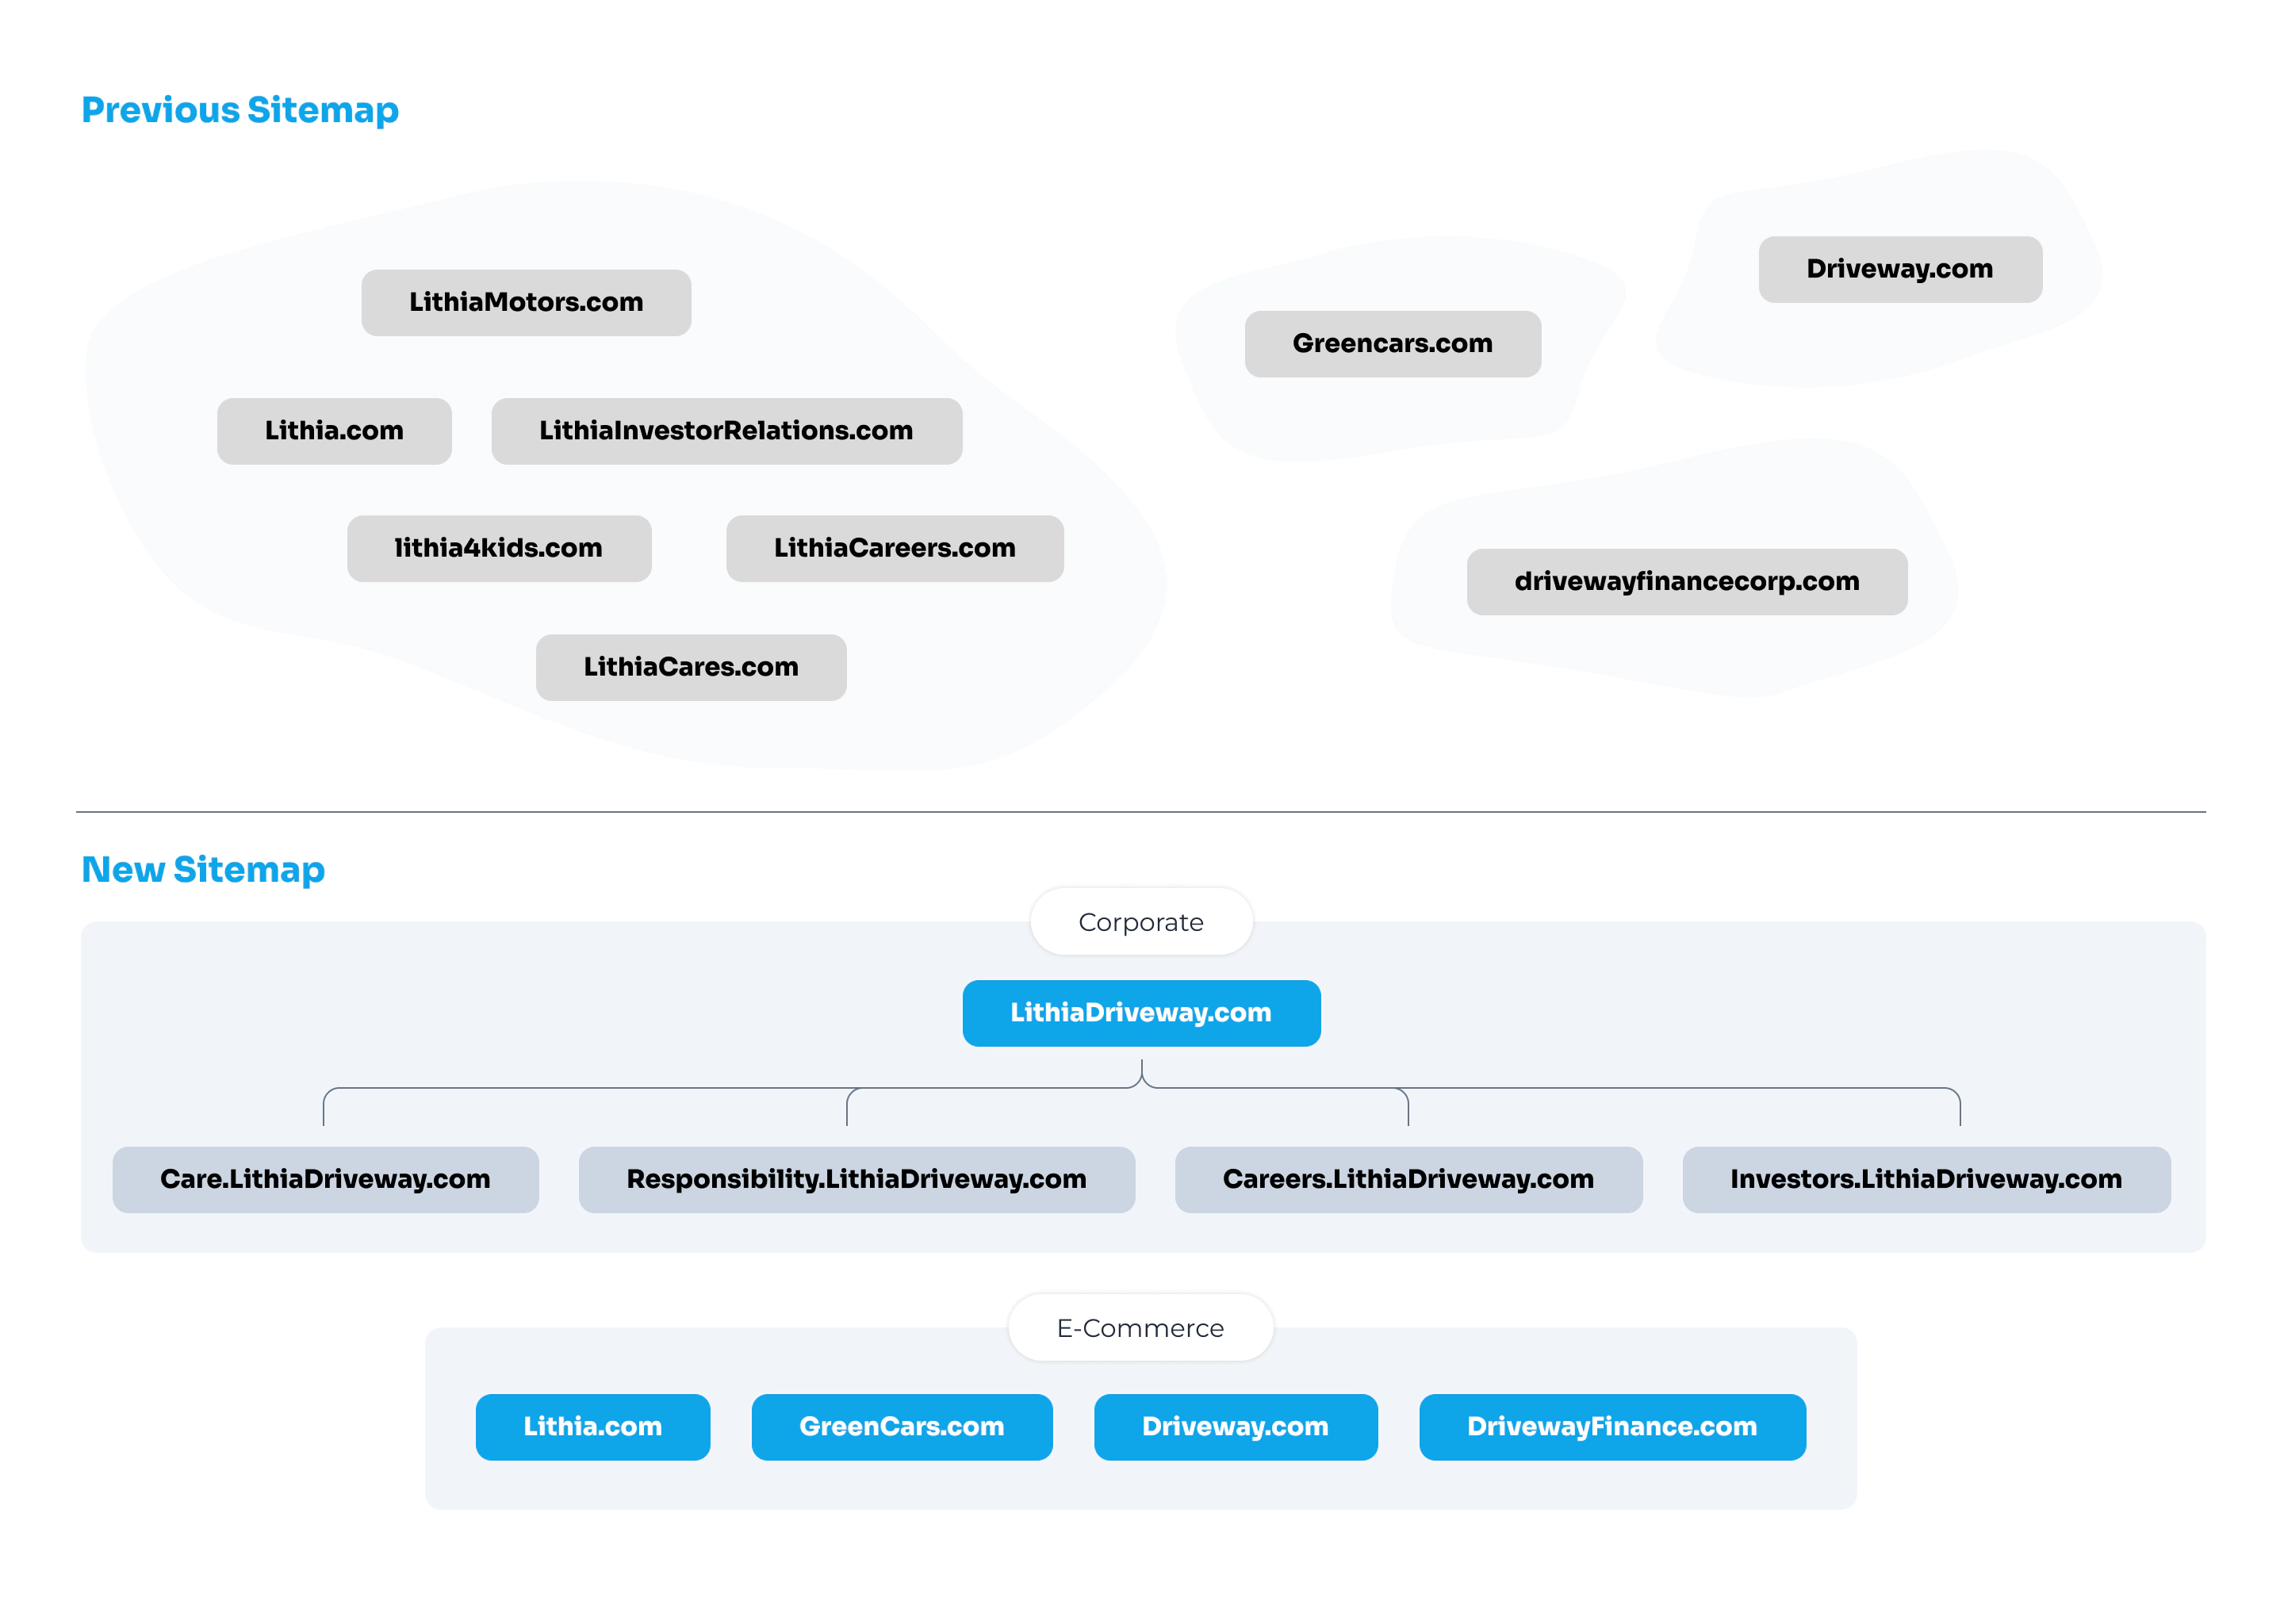 Previous Sitemap
LithiaMotors.com
Lithia.com
LithiaInvestorRelations.com
lithia4kids.com
LithiaCareers.com
LithiaCares.com
Greencars.com
Driveway.com
drivewayfinancecorp.com
New Sitemap
Corporate
LithiaDriveway.com
Care.LithiaDriveway.com
Responsibility.LithiaDriveway.com
Careers.LithiaDriveway.com
Investors.LithiaDriveway.com
E-Commerce
Lithia.com
GreenCars.com
Driveway.com
DrivewayFinance.com